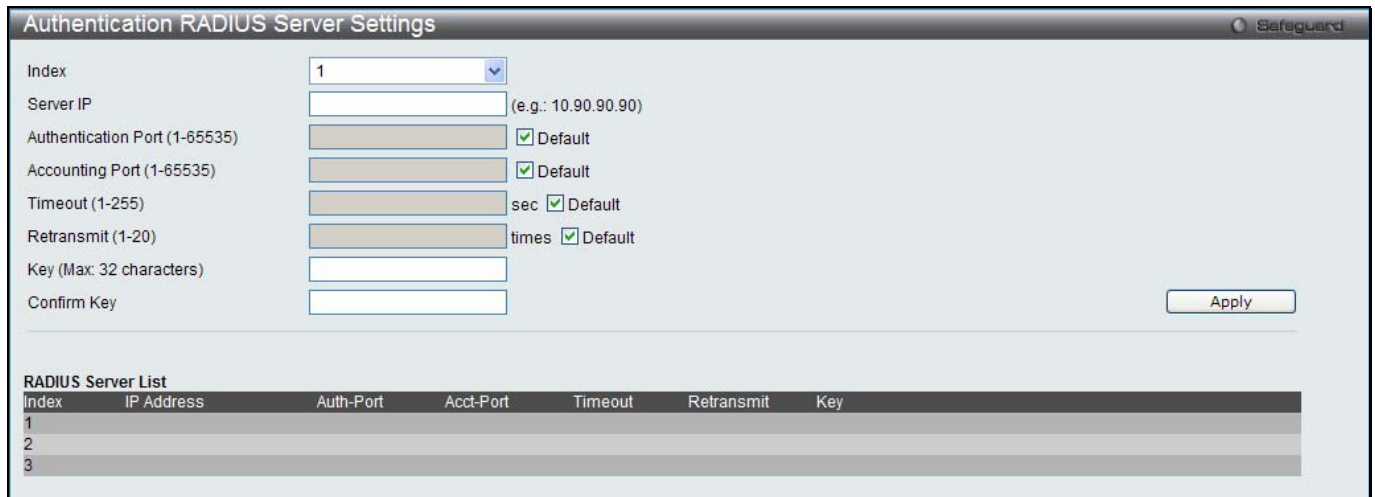 Authentication RADIUS Server Settings Safeguard
Index 1
Server IP (e.g.: 10.90.90.90)
Authentication Port (1-65535) Default
Accounting Port (1-65535) Default
Timeout (1-255) sec Default
Retransmit (1-20) times Default
Key (Max: 32 characters)
Confirm Key Apply
RADIUS Server List
Index IP Address Auth-Port Acct-Port Timeout Retransmit Key
1
2
3